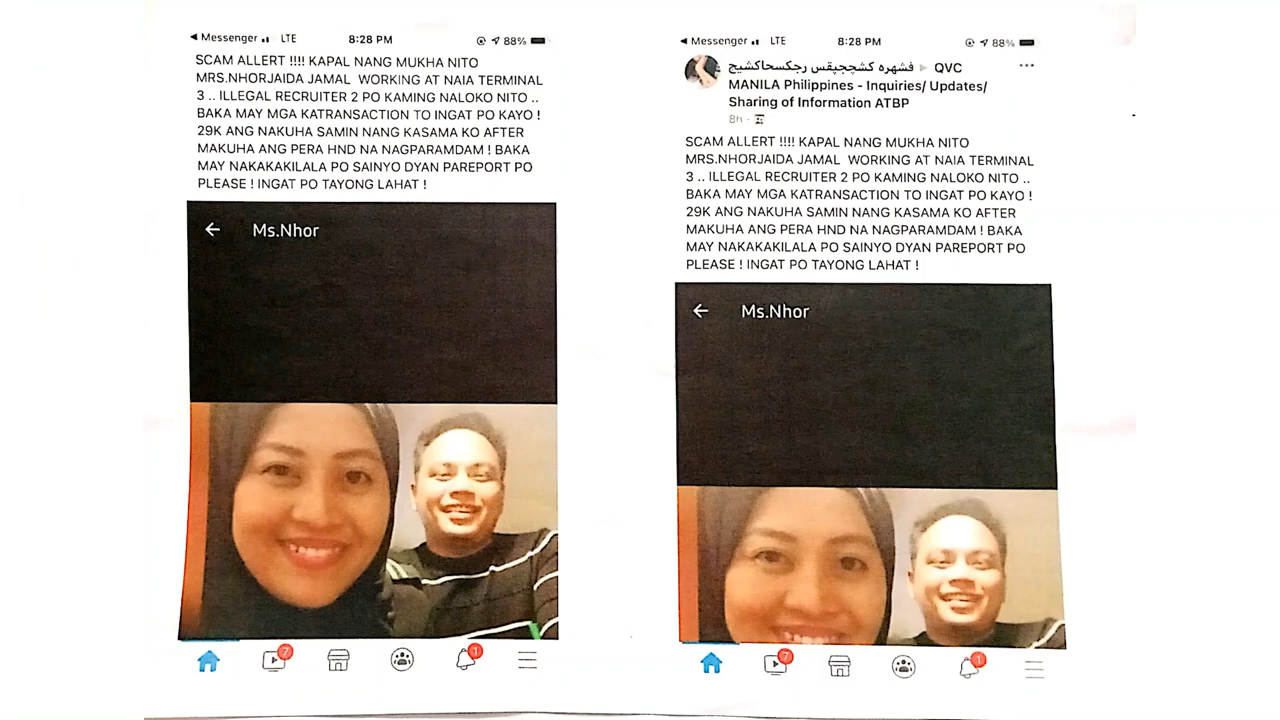 Messenger LTE 8:28 PM 88%
SCAM ALLERT !!!! KAPAL NANG MUKHA NITO
MRS.NHORJAIDA JAMAL WORKING AT NAIA TERMINAL
3 .. ILLEGAL RECRUITER 2 PO KAMING NALOKO NITO ..
BAKA MAY MGA KATRANSACTION TO INGAT PO KAYO !
29K ANG NAKUHA SAMIN NANG KASAMA KO AFTER
MAKUHA ANG PERA HND NA NAGPARAMDAM ! BAKA
MAY NAKAKAKILALA PO SAINYO DYAN PAREPORT PO
PLEASE ! INGAT PO TAYONG LAHAT !
Ms.Nhor
7
1
Messenger LTE 8:28 PM 88%
فشهره كشچجپقس رجكسحاكشيج QVC
MANILA Philippines - Inquiries/ Updates/
Sharing of Information ATBP
8h
SCAM ALLERT !!!! KAPAL NANG MUKHA NITO
MRS.NHORJAIDA JAMAL WORKING AT NAIA TERMINAL
3 .. ILLEGAL RECRUITER 2 PO KAMING NALOKO NITO ..
BAKA MAY MGA KATRANSACTION TO INGAT PO KAYO !
29K ANG NAKUHA SAMIN NANG KASAMA KO AFTER
MAKUHA ANG PERA HND NA NAGPARAMDAM ! BAKA
MAY NAKAKAKILALA PO SAINYO DYAN PAREPORT PO
PLEASE ! INGAT PO TAYONG LAHAT !
Ms.Nhor
7
1